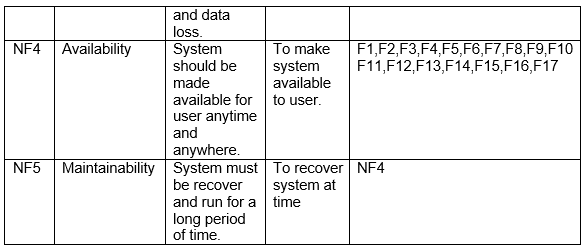 and data
loss.
NF4 Availability System To make F1,F2,F3,F4,F5,F6,F7,F8,F9,F10
should be system F11,F12,F13,F14,F15,F16,F17
made available
available for to user.
user anytime
and
anywhere.
NF5 Maintainability System must To recover NF4
be recover system at
and run for a time
long period
of time.